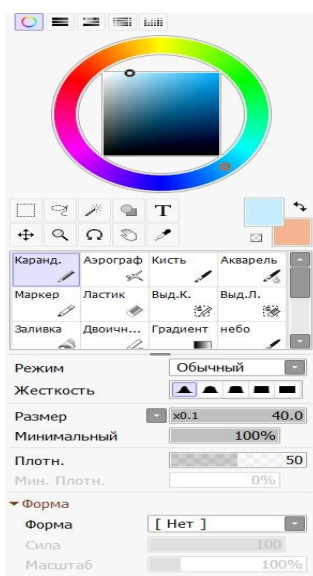 T
Каранд. Аэрограф Кисть Акварель
Маркер Ластик Выд.К. Выд.Л.
Заливка Двоичн... Градиент небо
Режим Обычный
Жесткость
Размер x0.1 40.0
Минимальный 100%
Плотн. 50
Мин. Плотн. 0%
Форма
Форма [ Нет ]
Сила 100
Масштаб 100%